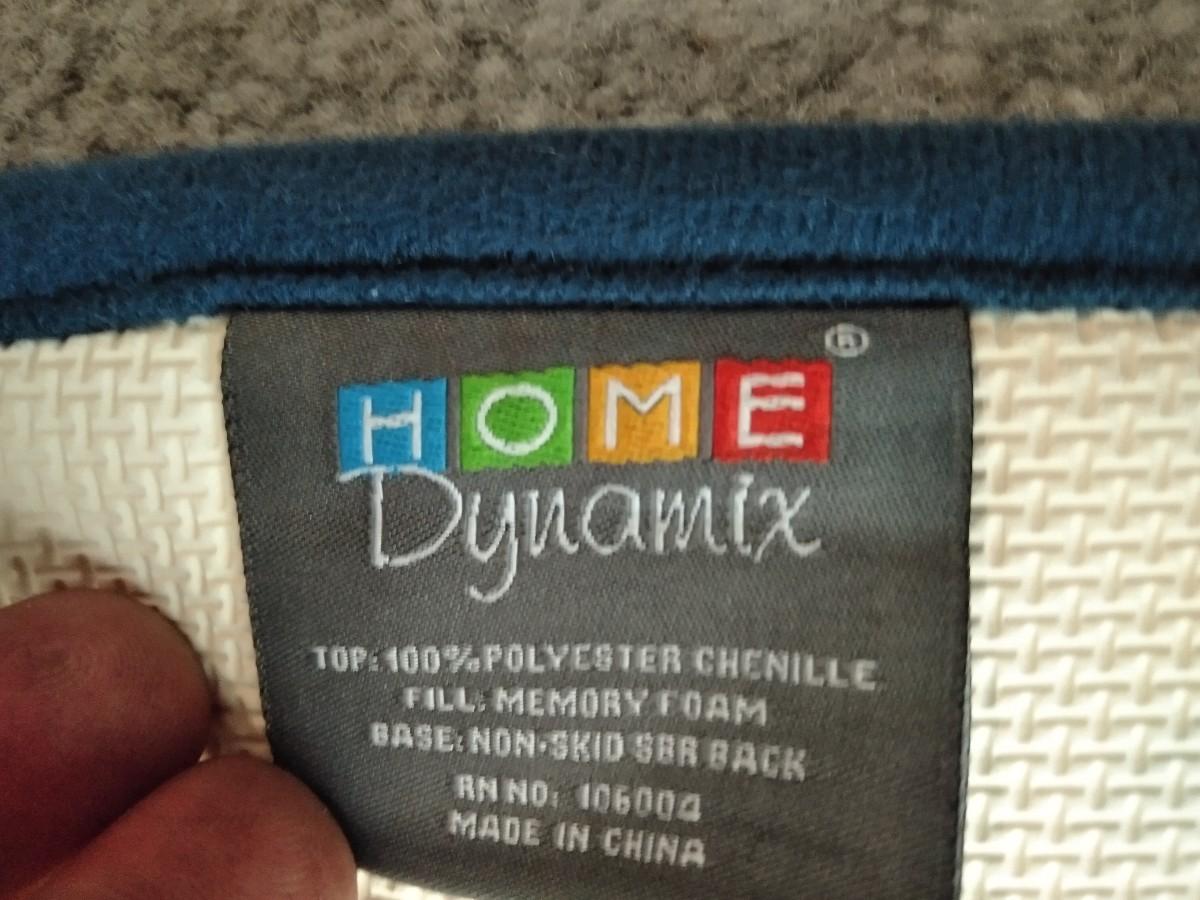 HOME®
Dynamix
TOP: 100% POLYESTER CHENILLE
FILL: MEMORY FOAM
BASE: NON-SKID SBR BACK
RN NO: 106004
MADE IN CHINA